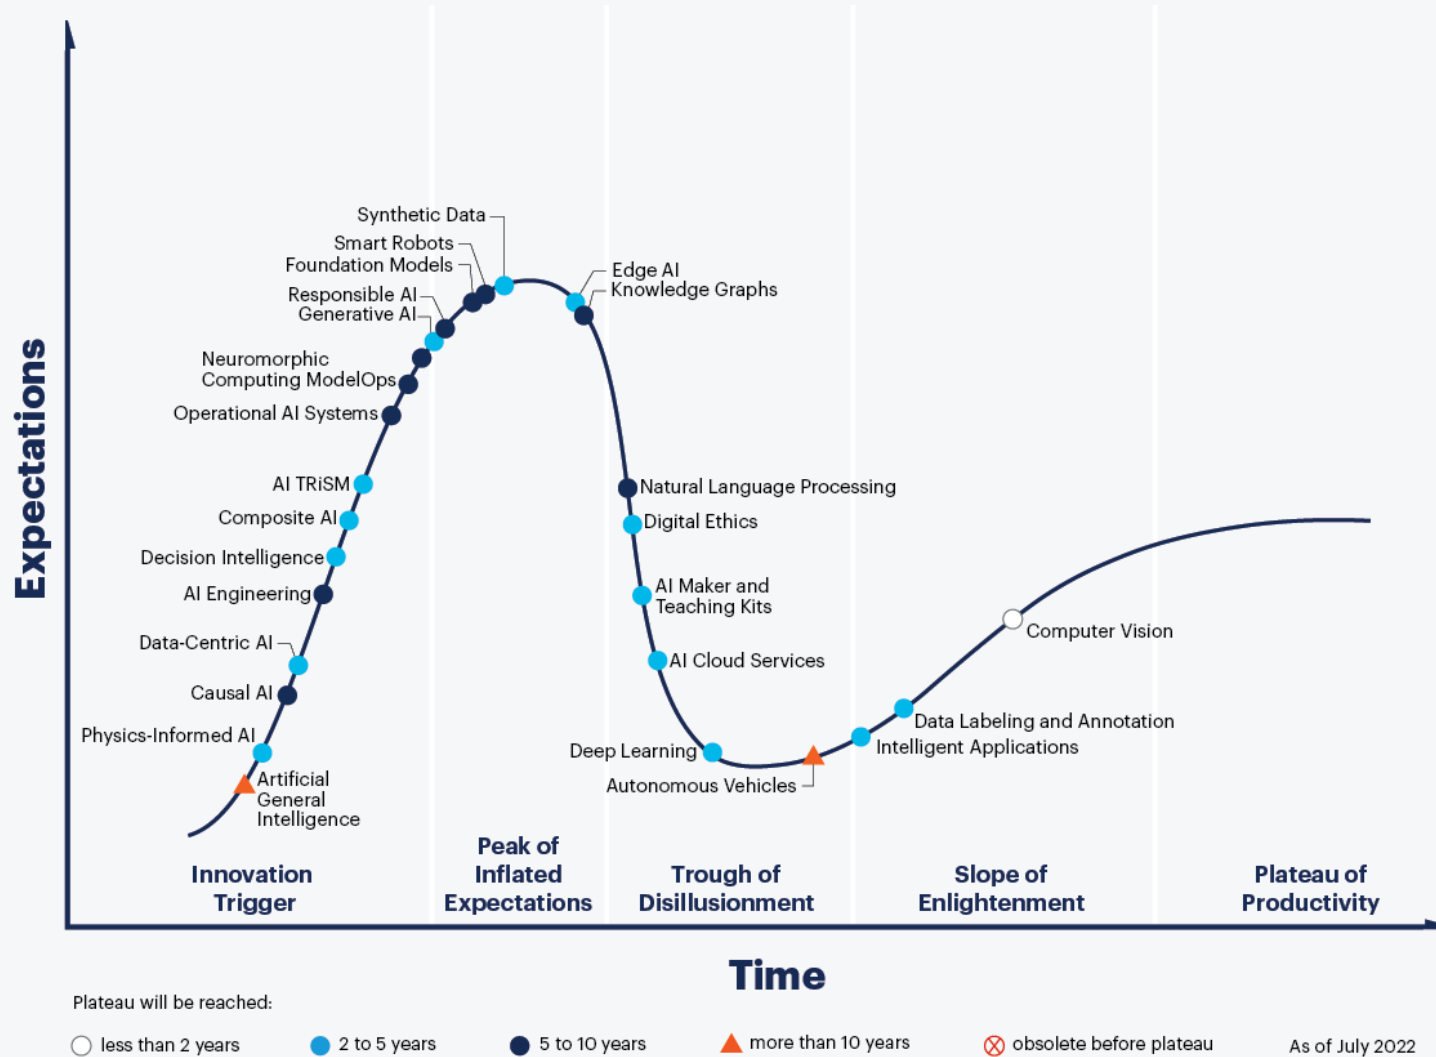 Expectations
Synthetic Data
Smart Robots
Foundation Models
Responsible AI
Generative AI
Neuromorphic
Computing ModelOps
Operational AI Systems
AI TRiSM
Composite AI
Decision Intelligence
AI Engineering
Data-Centric AI
Causal AI
Physics-Informed AI
Artificial
General
Intelligence
Edge AI
Knowledge Graphs
Natural Language Processing
Digital Ethics
AI Maker and
Teaching Kits
AI Cloud Services
Deep Learning
Autonomous Vehicles
Computer Vision
Data Labeling and Annotation
Intelligent Applications
Innovation
Trigger
Peak of
Inflated
Expectations
Trough of
Disillusionment
Slope of
Enlightenment
Plateau of
Productivity
Time
Plateau will be reached:
less than 2 years
2 to 5 years
5 to 10 years
more than 10 years
obsolete before plateau
As of July 2022